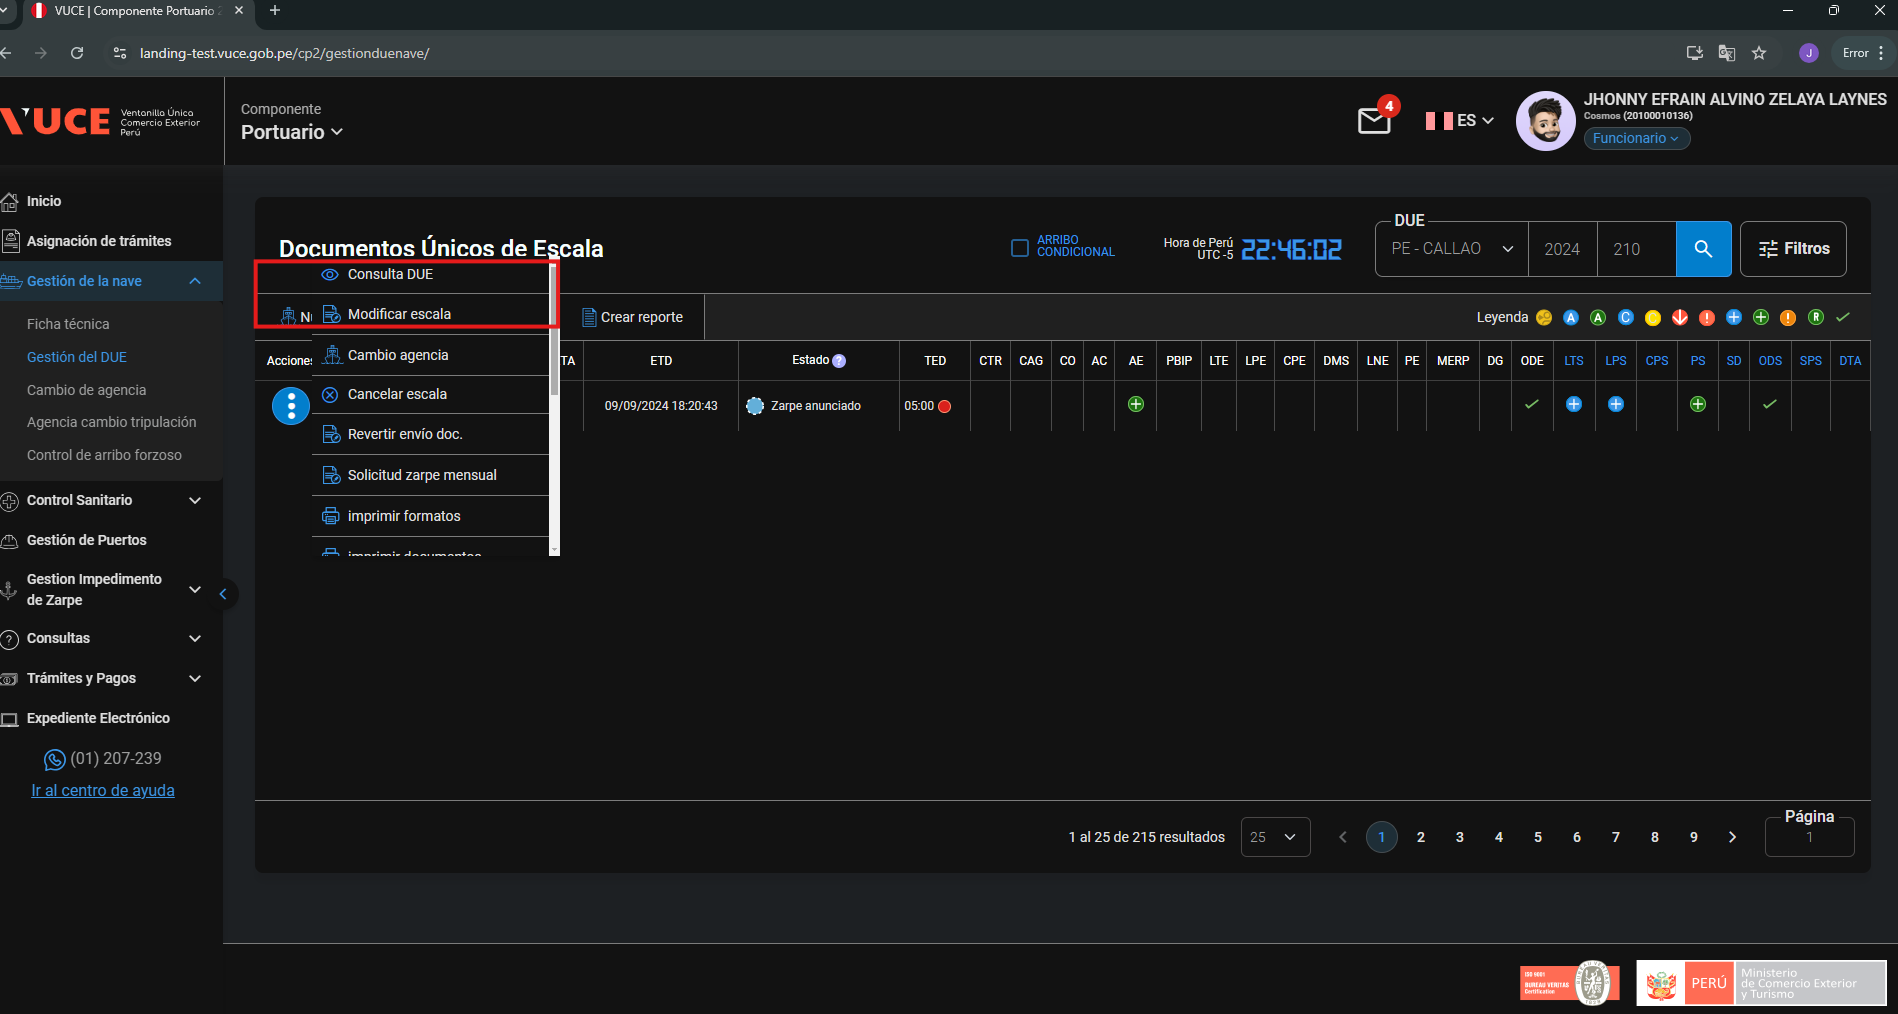 VUCE | Componente Portuario
landing-test.vuce.gob.pe/cp2/gestionduenave/
J
Error
VUCE
Ventanilla Única
Comercio Exterior
Perú
Componente
Portuario
4
ES
JHONNY EFRAIN ALVINO ZELAYA LAYNES
Cosmos (20100010136)
Funcionario
Inicio
Asignación de trámites
Gestión de la nave
Ficha técnica
Gestión del DUE
Cambio de agencia
Agencia cambio tripulación
Control de arribo forzoso
Control Sanitario
Gestión de Puertos
Gestion Impedimento
de Zarpe
Consultas
Trámites y Pagos
Expediente Electrónico
(01) 207-239
Ir al centro de ayuda
Documentos Únicos de Escala
ARRIBO
CONDICIONAL
Hora de Perú
UTC -5
22:46:02
DUE
PE - CALLAO
2024
210
Filtros
Consulta DUE
Modificar escala
Cambio agencia
Cancelar escala
Revertir envío doc.
Solicitud zarpe mensual
imprimir formatos
imprimir documentos
Crear reporte
Leyenda
A A C C R
Acciones TA ETD Estado ? TED CTR CAG CO AC AE PBIP LTE LPE CPE DMS LNE PE MERP DG ODE LTS LPS CPS PS SD ODS SPS DTA
09/09/2024 18:20:43 Zarpe anunciado 05:00
1 al 25 de 215 resultados
25
1 2 3 4 5 6 7 8 9
Página
1
ISO 9001
BUREAU VERITAS
Certification
PERÚ
Ministerio
de Comercio Exterior
y Turismo